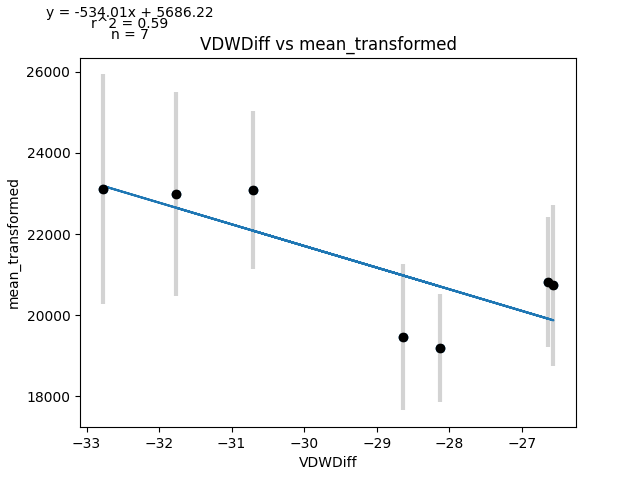 y = -534.01x + 5686.22
r^2 = 0.59
n = 7
VDWDiff vs mean_transformed
26000
24000
22000
20000
18000
mean_transformed
−33
−32
−31
−30
−29
−28
−27
VDWDiff